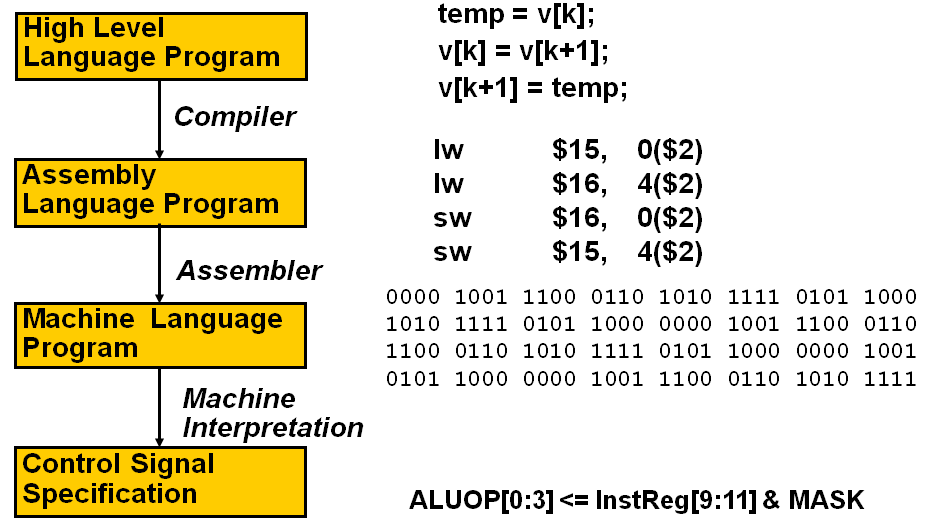 High Level
Language Program
temp = v[k];
v[k] = v[k+1];
v[k+1] = temp;
Compiler
Assembly
Language Program
lw $15, 0($2)
lw $16, 4($2)
sw $16, 0($2)
sw $15, 4($2)
Assembler
Machine Language
Program
0000 1001 1100 0110 1010 1111 0101 1000
1010 1111 0101 1000 0000 1001 1100 0110
1100 0110 1010 1111 0101 1000 0000 1001
0101 1000 0000 1001 1100 0110 1010 1111
Machine
Interpretation
Control Signal
Specification
ALUOP[0:3] <= InstReg[9:11] & MASK